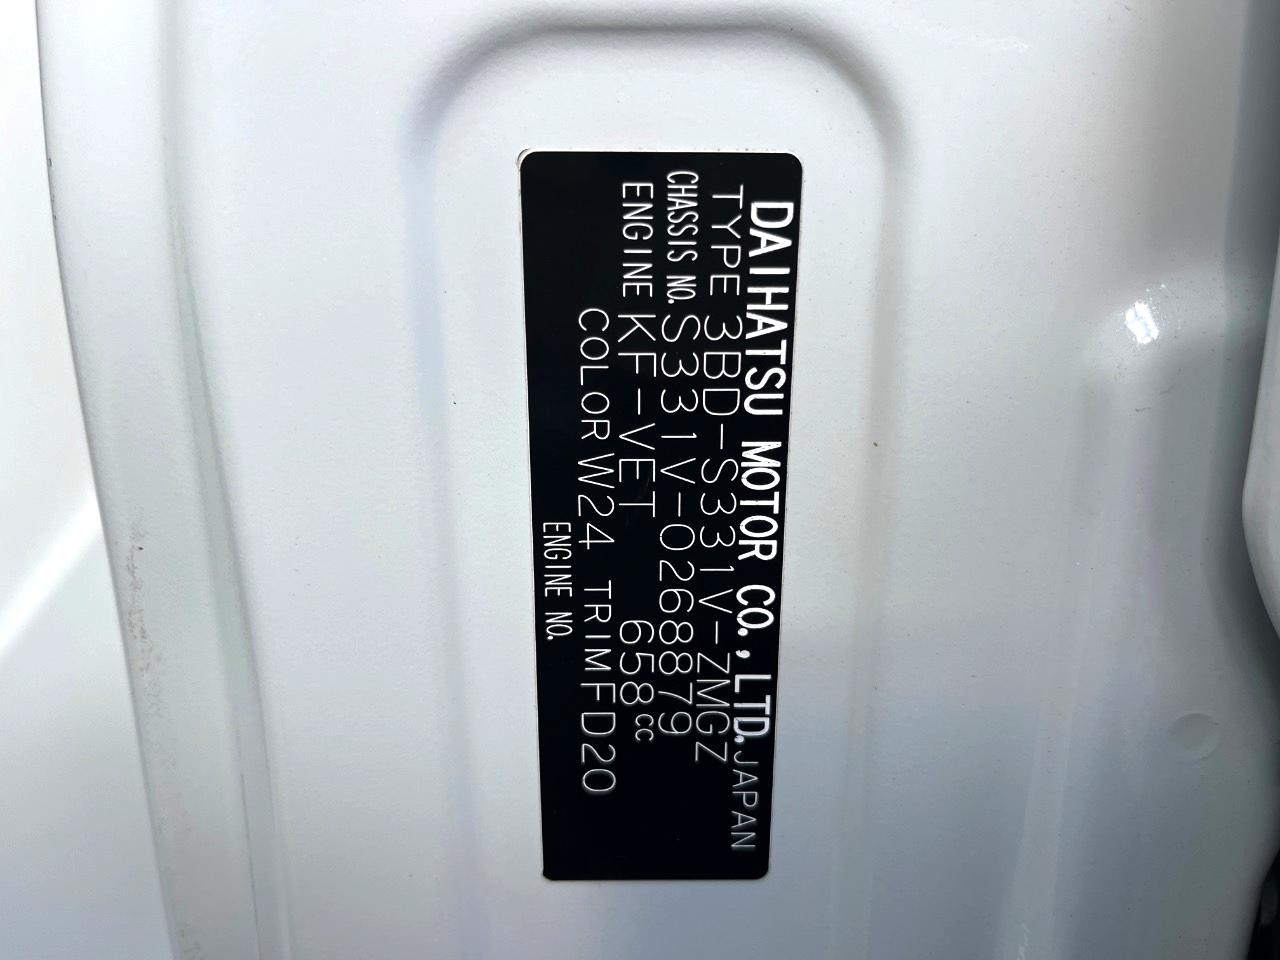 DAIHATSU MOTOR CO., LTD. JAPAN
TYPE 3BD-S331V-ZMGZ
CHASSIS NO. S331V-0268879
ENGINE KF-VET 658cc
COLOR W24 TRIM FD20
ENGINE NO.